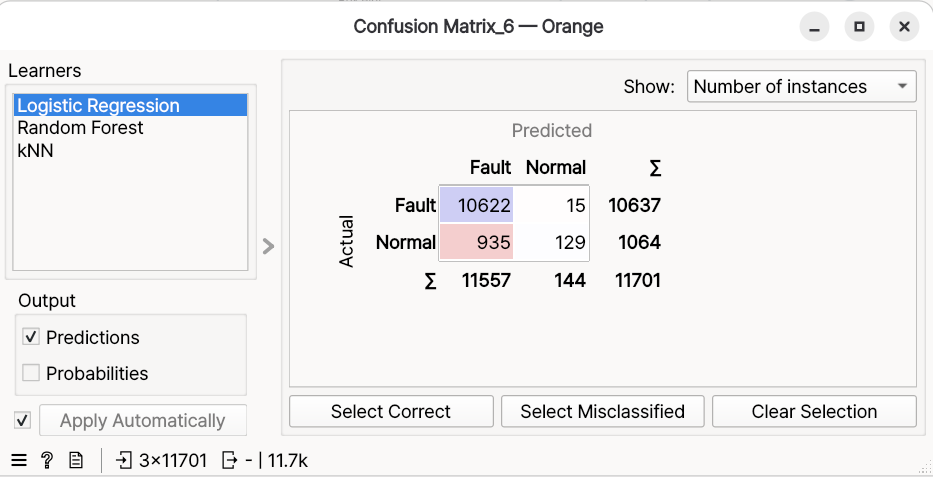 Confusion Matrix_6 — Orange
Learners
Logistic Regression
Random Forest
kNN
Output
Predictions
Probabilities
Apply Automatically
Show: Number of instances
Predicted
Fault Normal Σ
Actual
Fault 10622 15 10637
Normal 935 129 1064
Σ 11557 144 11701
Select Correct Select Misclassified Clear Selection
? 3×11701 - | 11.7k